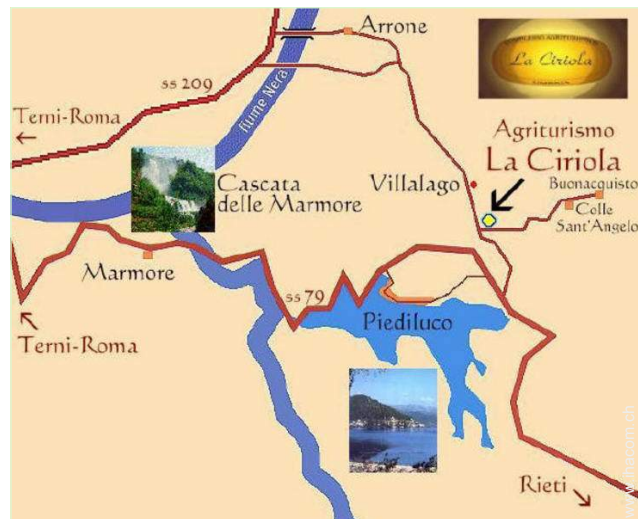 Arrone
La Ciriola
ss 209
fiume Nera
Terni-Roma
Agriturismo
La Ciriola
Cascata
delle Marmore
Villalago
Buonacquisto
Colle
Sant'Angelo
Marmore
ss 79
Piediluco
Terni-Roma
Rieti